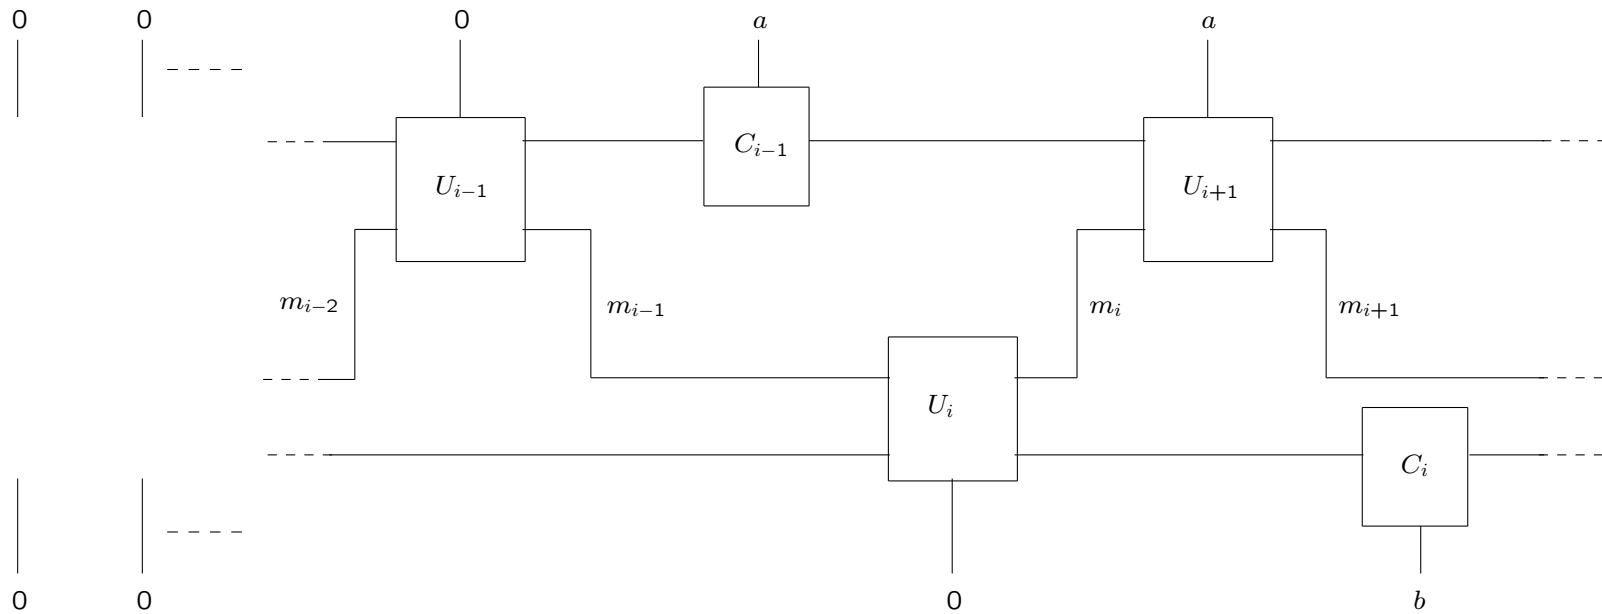 0 0 0 a a
C_{i-1}
U_{i-1} U_{i+1}
m_{i-2} m_{i-1} m_i m_{i+1}
U_i
C_i
0 0 0 b